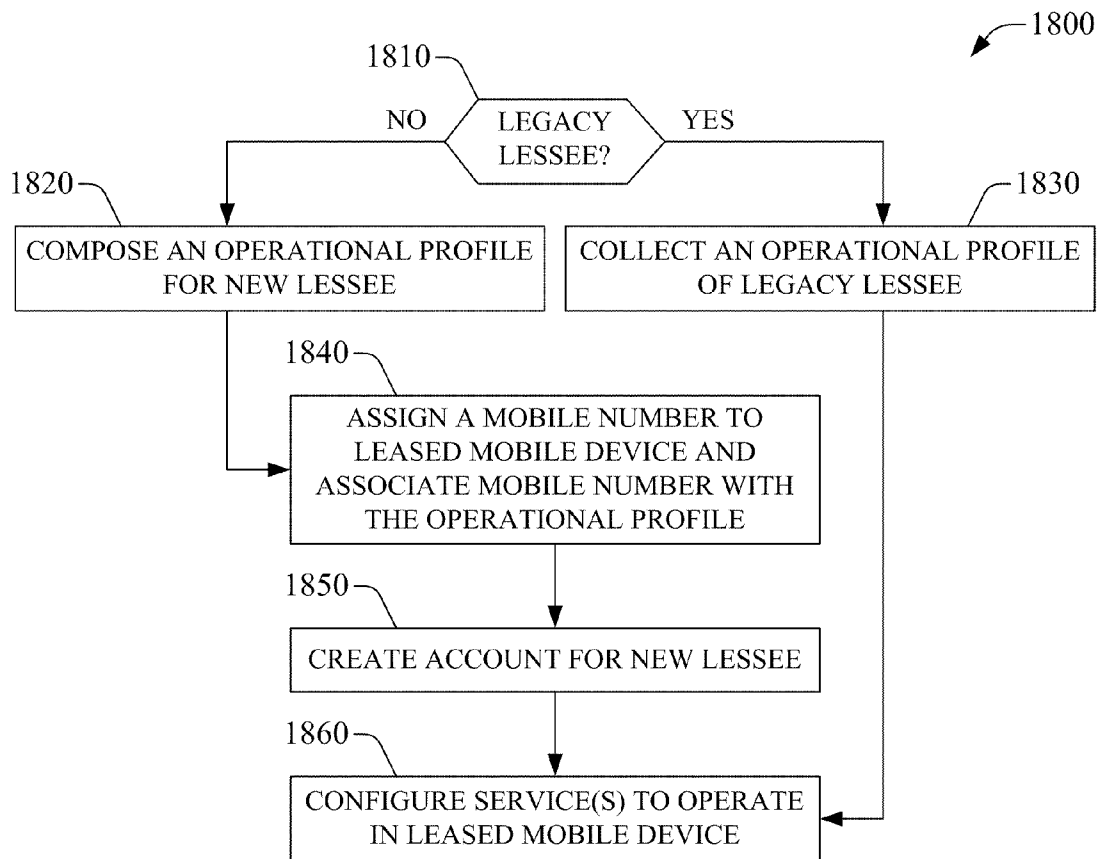 1800
1810
NO
LEGACY
LESSEE?
YES
1820
1830
COMPOSE AN OPERATIONAL PROFILE
FOR NEW LESSEE
COLLECT AN OPERATIONAL PROFILE
OF LEGACY LESSEE
1840
ASSIGN A MOBILE NUMBER TO
LEASED MOBILE DEVICE AND
ASSOCIATE MOBILE NUMBER WITH
THE OPERATIONAL PROFILE
1850
CREATE ACCOUNT FOR NEW LESSEE
1860
CONFIGURE SERVICE(S) TO OPERATE
IN LEASED MOBILE DEVICE